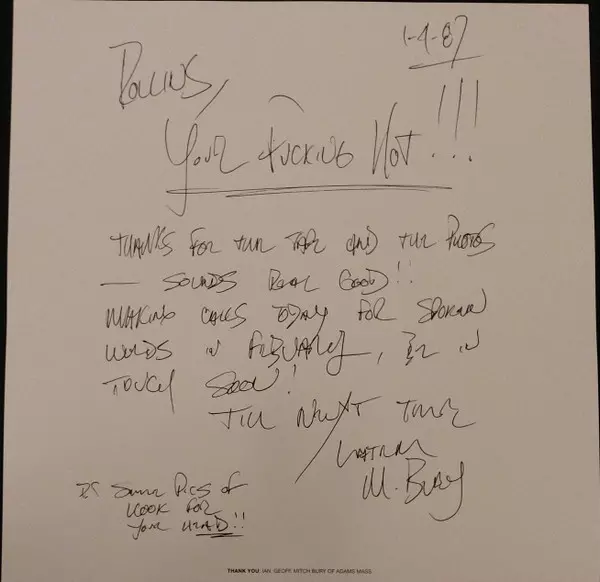 1-4-87
Rollins,
Your Fucking Hot!!!
Thanks for the tape and the photos
— sounds real good!!
Making calls today for spoken
words in February, be in
touch soon!
Till next time
Later
M. Bury
PS some pics of
look for
your head!!
THANK YOU: IAN, GEOFF, MITCH BURY OF ADAMS MASS.